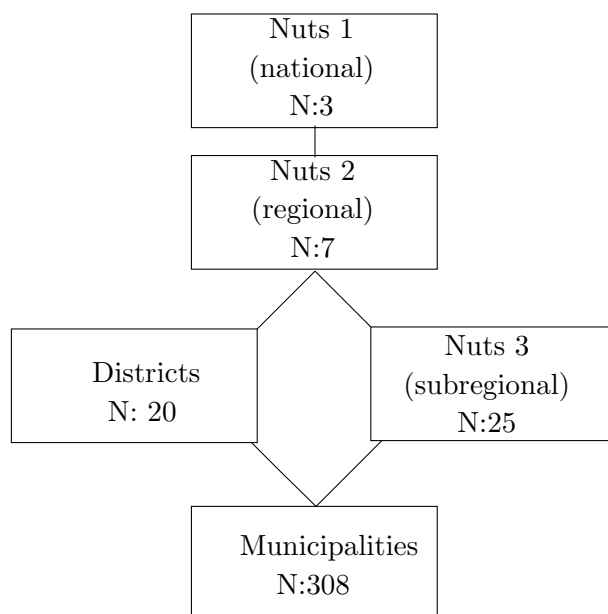 Nuts 1
(national)
N:3
Nuts 2
(regional)
N:7
Districts
N: 20
Nuts 3
(subregional)
N:25
Municipalities
N:308